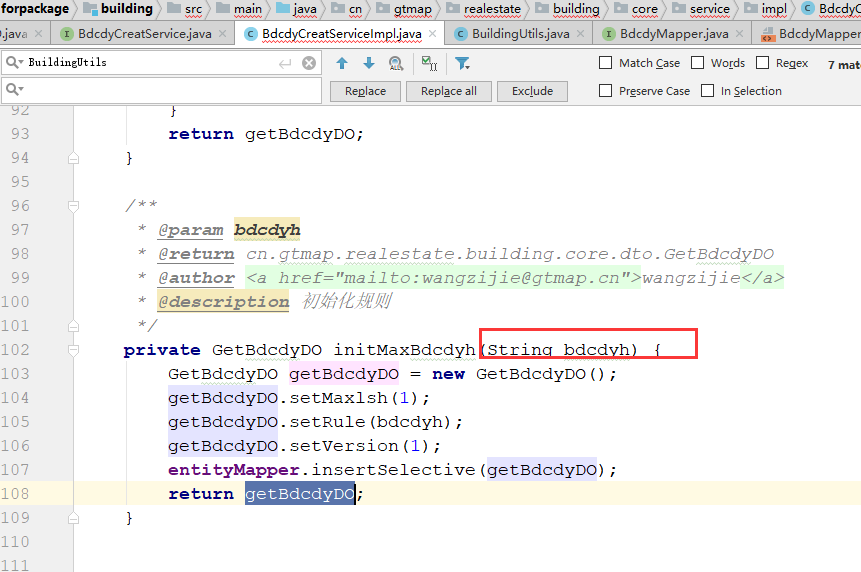 forpackage building src main java cn gtmap realestate building core service impl BdcdyC
.java BdcdyCreatService.java BdcdyCreatServiceImpl.java BuildingUtils.java BdcdyMapper.java BdcdyMapper
BuildingUtils Match Case Words Regex 7 mat
Replace Replace all Exclude Preserve Case In Selection
92 }
93 return getBdcdyDO;
94 }
95
96 /**
97 * @param bdcdyh
98 * @return cn.gtmap.realestate.building.core.dto.GetBdcdyDO
99 * @author <a href="mailto:wangzijie@gtmap.cn">wangzijie</a>
100 * @description 初始化规则
101 */
102 private GetBdcdyDO initMaxBdcdyh(String bdcdyh) {
103 GetBdcdyDO getBdcdyDO = new GetBdcdyDO();
104 getBdcdyDO.setMaxlsh(1);
105 getBdcdyDO.setRule(bdcdyh);
106 getBdcdyDO.setVersion(1);
107 entityMapper.insertSelective(getBdcdyDO);
108 return getBdcdyDO;
109 }
110
111